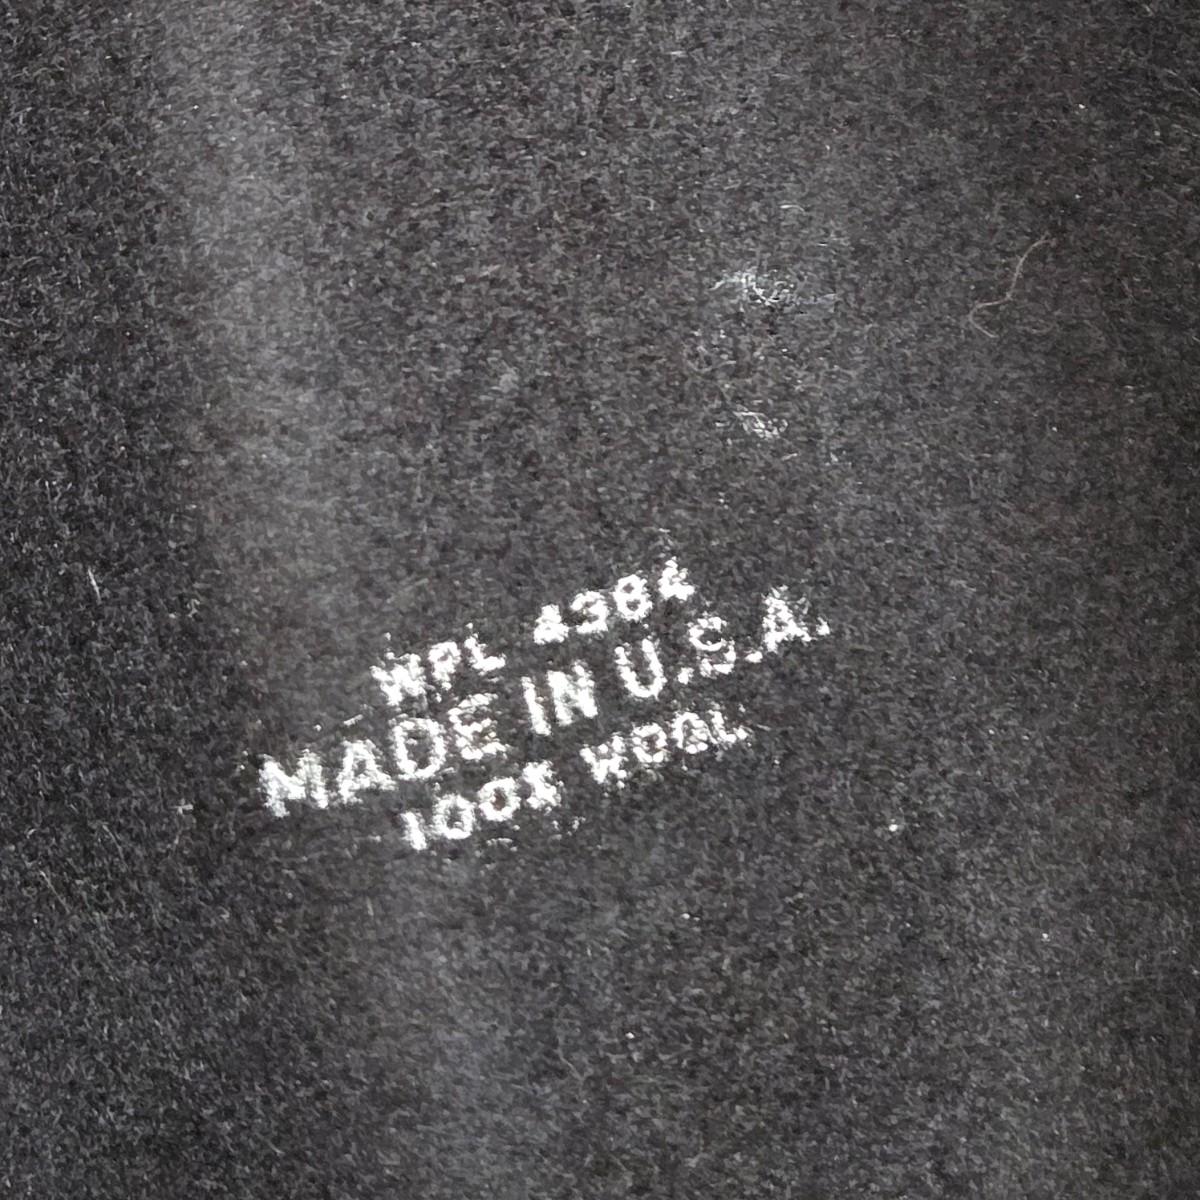 WPL 4384
MADE IN U.S.A.
100% WOOL